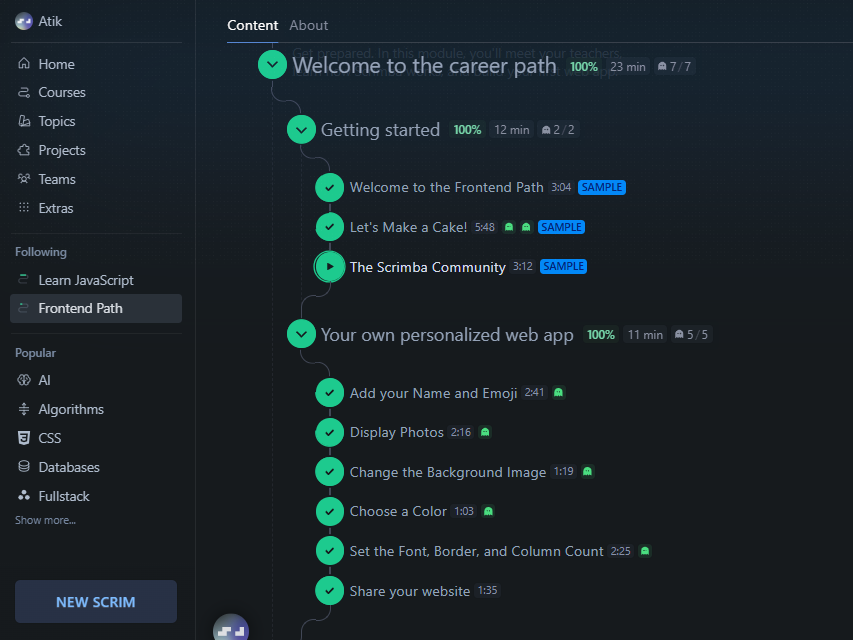 Atik
Home
Courses
Topics
Projects
Teams
Extras
Following
Learn JavaScript
Frontend Path
Popular
AI
Algorithms
CSS
Databases
Fullstack
Show more...
NEW SCRIM
Content About
Get prepared. In this module, you'll meet your teachers,
Welcome to the career path 100% 23 min 7 / 7
Getting started 100% 12 min 2 / 2
Welcome to the Frontend Path 3:04 SAMPLE
Let's Make a Cake! 5:48 SAMPLE
The Scrimba Community 3:12 SAMPLE
Your own personalized web app 100% 11 min 5 / 5
Add your Name and Emoji 2:41
Display Photos 2:16
Change the Background Image 1:19
Choose a Color 1:03
Set the Font, Border, and Column Count 2:25
Share your website 1:35